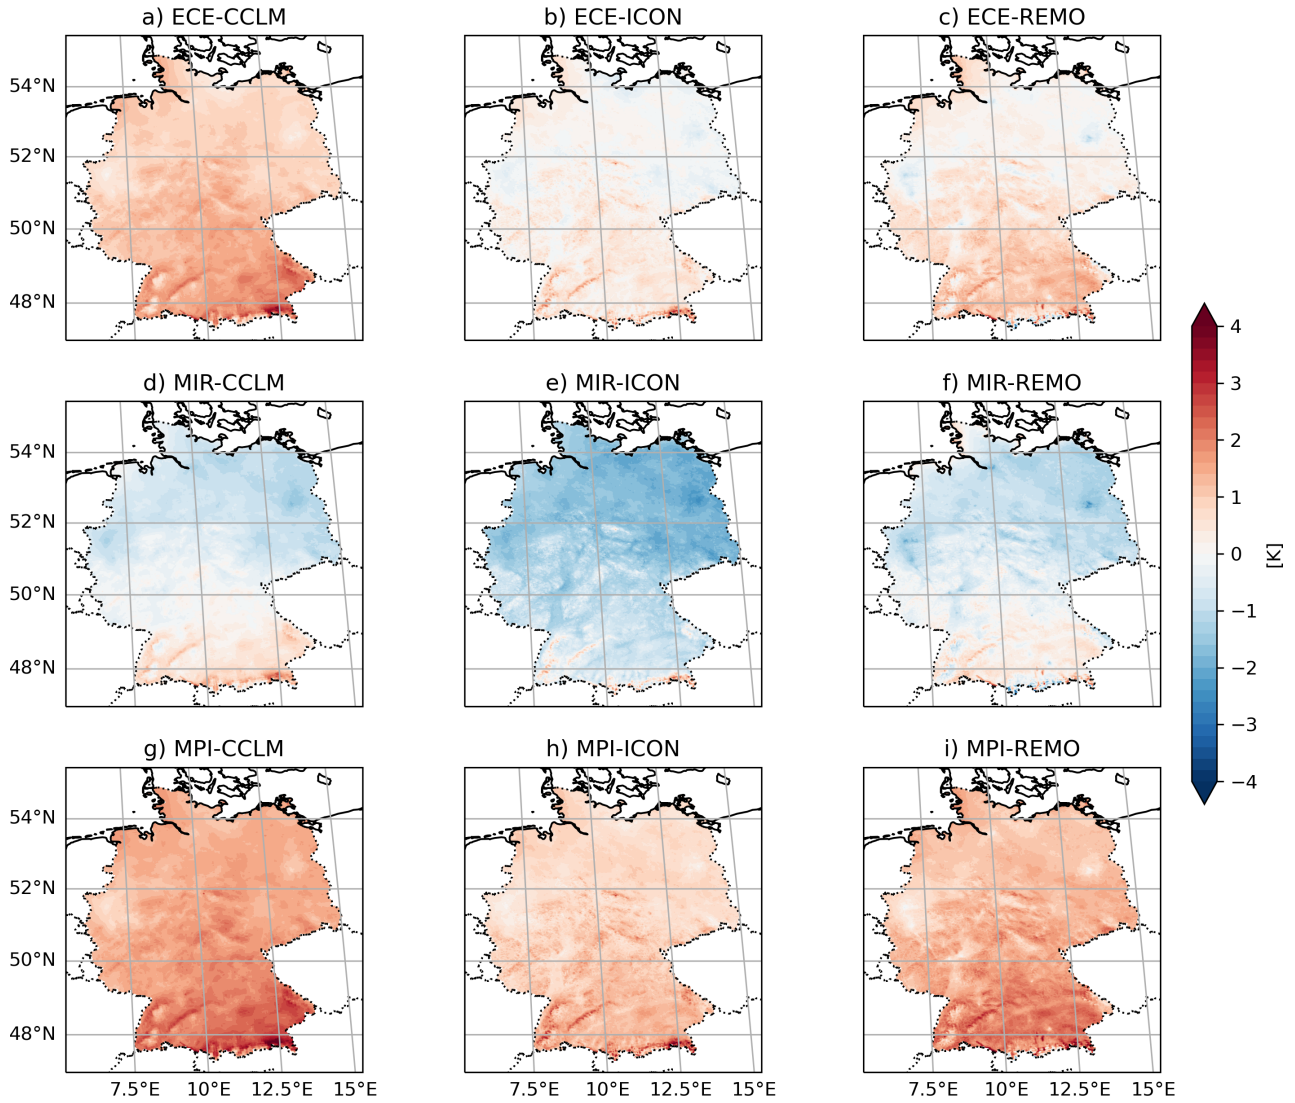 a) ECE-CCLM
b) ECE-ICON
c) ECE-REMO
54°N
52°N
50°N
48°N
d) MIR-CCLM
e) MIR-ICON
f) MIR-REMO
54°N
52°N
50°N
48°N
g) MPI-CCLM
h) MPI-ICON
i) MPI-REMO
54°N
52°N
50°N
48°N
7.5°E 10°E 12.5°E 15°E
7.5°E 10°E 12.5°E 15°E
7.5°E 10°E 12.5°E 15°E
4
3
2
1
0
−1
−2
−3
−4
[K]